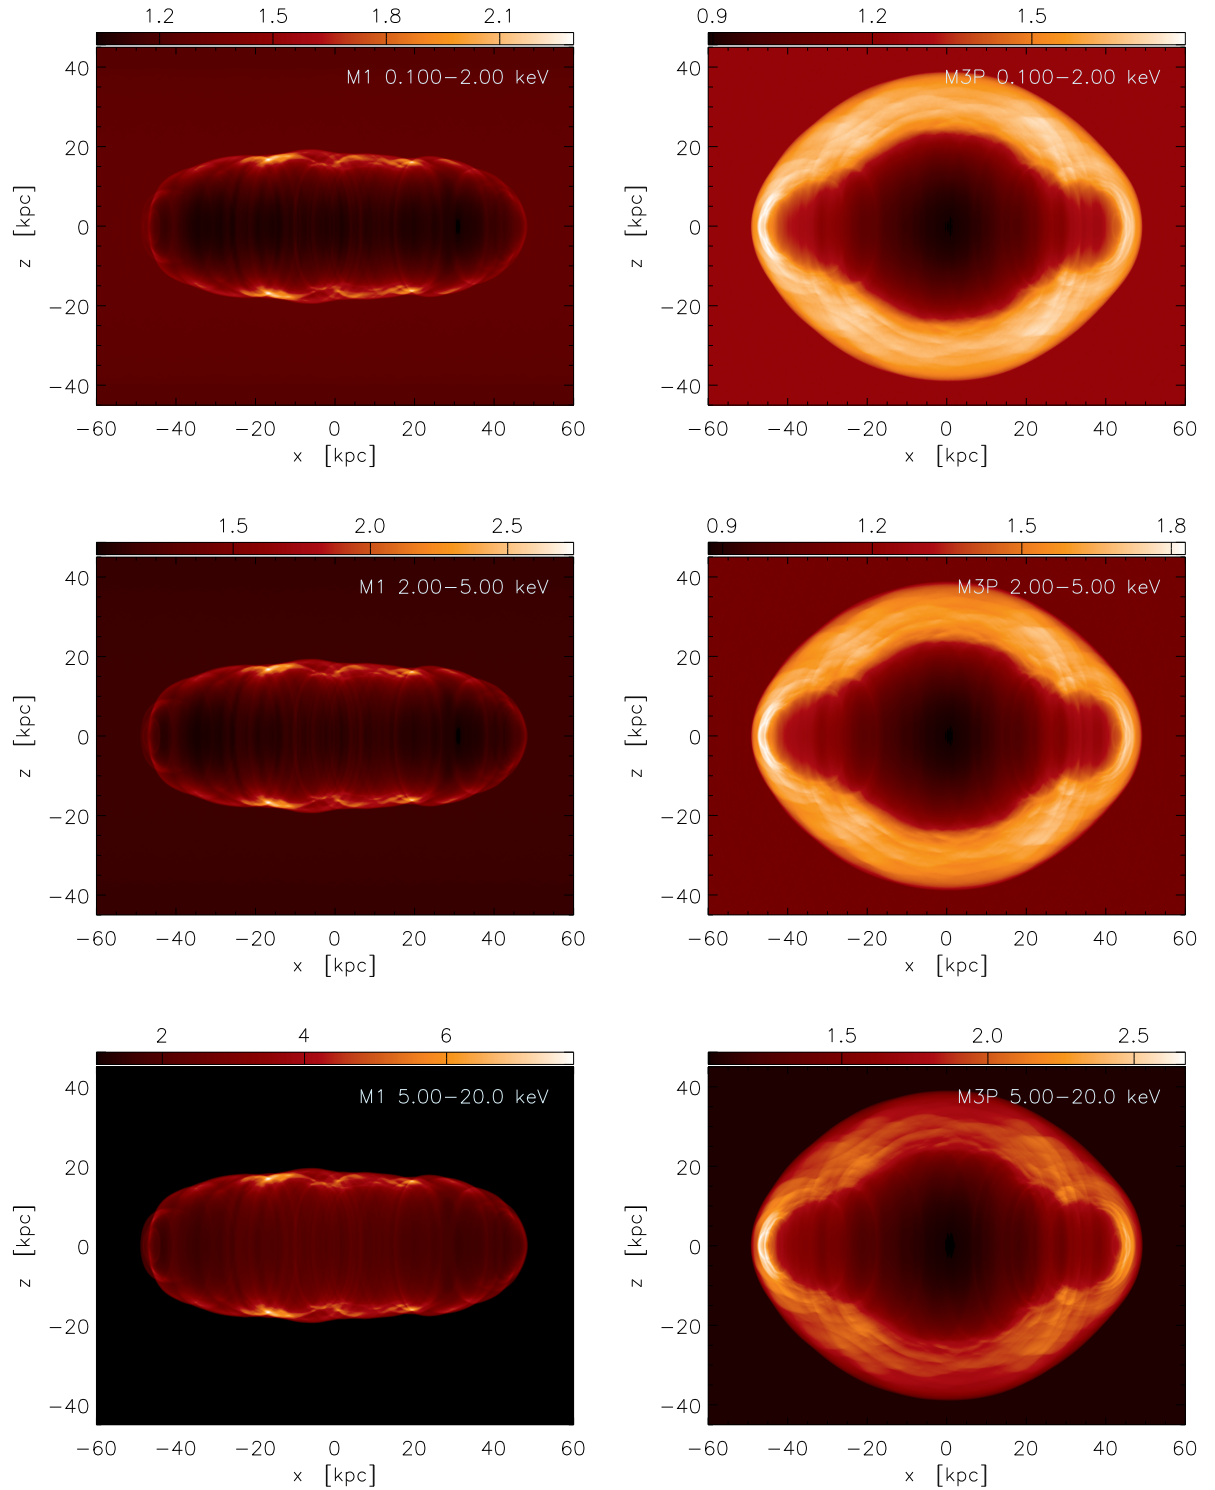 1.2 1.5 1.8 2.1
M1 0.100−2.00 keV
40
20
0
−20
−40
z [kpc]
−60 −40 −20 0 20 40 60
x [kpc]
0.9 1.2 1.5
M3P 0.100−2.00 keV
40
20
0
−20
−40
z [kpc]
−60 −40 −20 0 20 40 60
x [kpc]
1.5 2.0 2.5
M1 2.00−5.00 keV
40
20
0
−20
−40
z [kpc]
−60 −40 −20 0 20 40 60
x [kpc]
0.9 1.2 1.5 1.8
M3P 2.00−5.00 keV
40
20
0
−20
−40
z [kpc]
−60 −40 −20 0 20 40 60
x [kpc]
2 4 6
M1 5.00−20.0 keV
40
20
0
−20
−40
z [kpc]
−60 −40 −20 0 20 40 60
x [kpc]
1.5 2.0 2.5
M3P 5.00−20.0 keV
40
20
0
−20
−40
z [kpc]
−60 −40 −20 0 20 40 60
x [kpc]